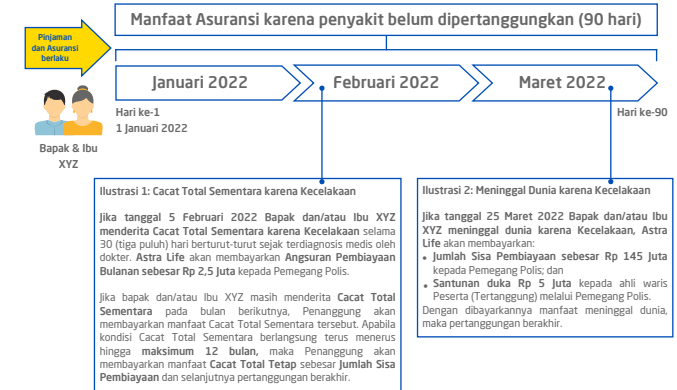 Manfaat Asuransi karena penyakit belum dipertanggungkan (90 hari)
Pinjaman
dan Asuransi
berlaku
Januari 2022
Februari 2022
Maret 2022
Hari ke-1
1 Januari 2022
Hari ke-90
Bapak & Ibu
XYZ
Ilustrasi 1: Cacat Total Sementara karena Kecelakaan
Jika tanggal 5 Februari 2022 Bapak dan/atau Ibu XYZ
menderita Cacat Total Sementara karena Kecelakaan selama
30 (tiga puluh) hari berturut-turut sejak terdiagnosis medis oleh
dokter. Astra Life akan membayarkan Angsuran Pembiayaan
Bulanan sebesar Rp 2,5 Juta kepada Pemegang Polis.
Jika bapak dan/atau Ibu XYZ masih menderita Cacat Total
Sementara pada bulan berikutnya, Penanggung akan
membayarkan manfaat Cacat Total Sementara tersebut. Apabila
kondisi Cacat Total Sementara berlangsung terus menerus
hingga maksimum 12 bulan, maka Penanggung akan
membayarkan manfaat Cacat Total Tetap sebesar Jumlah Sisa
Pembiayaan dan selanjutnya pertanggungan berakhir.
Ilustrasi 2: Meninggal Dunia karena Kecelakaan
Jika tanggal 25 Maret 2022 Bapak dan/atau Ibu
XYZ meninggal dunia karena Kecelakaan, Astra
Life akan membayarkan:
• Jumlah Sisa Pembiayaan sebesar Rp 145 Juta
kepada Pemegang Polis; dan
• Santunan duka Rp 5 Juta kepada ahli waris
Peserta (Tertanggung) melalui Pemegang Polis.
Dengan dibayarkannya manfaat meninggal dunia,
maka pertanggungan berakhir.